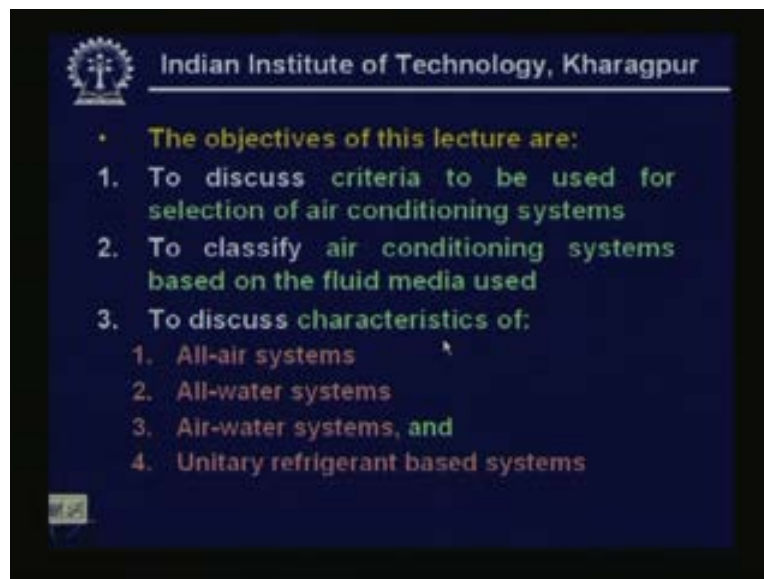 Indian Institute of Technology, Kharagpur
• The objectives of this lecture are:
1. To discuss criteria to be used for
selection of air conditioning systems
2. To classify air conditioning systems
based on the fluid media used
3. To discuss characteristics of:
1. All-air systems
2. All-water systems
3. Air-water systems, and
4. Unitary refrigerant based systems